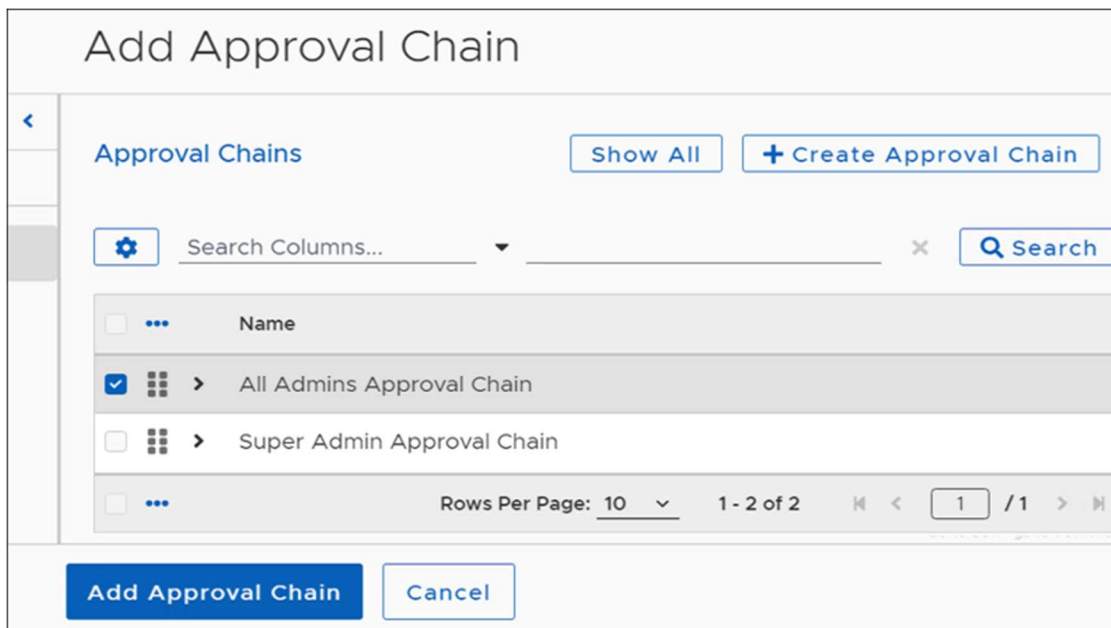 Add Approval Chain
Approval Chains
Show All
+ Create Approval Chain
Search Columns...
Search
Name
All Admins Approval Chain
Super Admin Approval Chain
Rows Per Page: 10
1 - 2 of 2
1 / 1
Add Approval Chain
Cancel